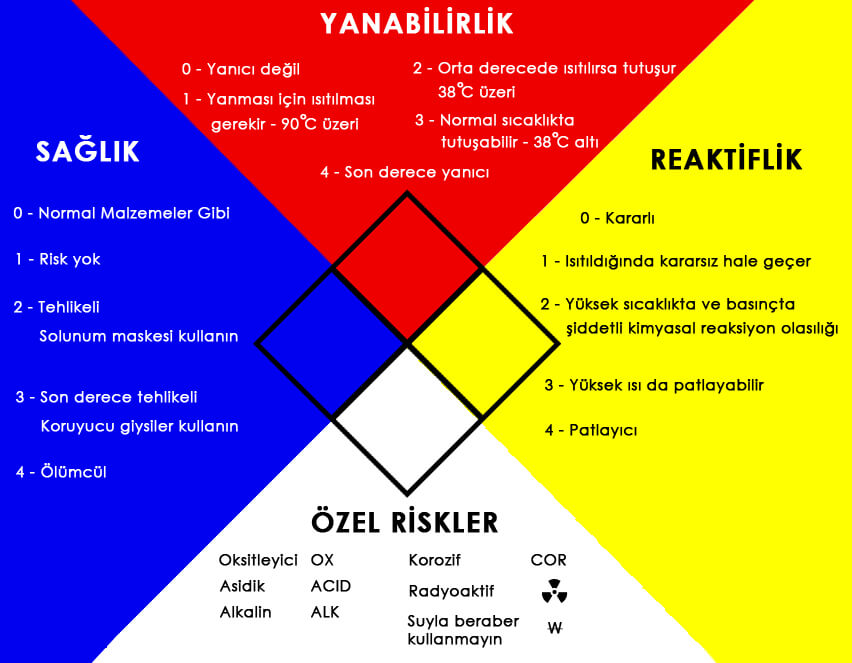 YANABİLİRLİK
0 - Yanıcı değil
1 - Yanması için ısıtılması
gerekir - 90°C üzeri
2 - Orta derecede ısıtılırsa tutuşur
38°C üzeri
3 - Normal sıcaklıkta
tutuşabilir - 38°C altı
4 - Son derece yanıcı
SAĞLIK
0 - Normal Malzemeler Gibi
1 - Risk yok
2 - Tehlikeli
Solunum maskesi kullanın
3 - Son derece tehlikeli
Koruyucu giysiler kullanın
4 - Ölümcül
REAKTİFLİK
0 - Kararlı
1 - Isıtıldığında kararsız hale geçer
2 - Yüksek sıcaklıkta ve basınçta
şiddetli kimyasal reaksiyon olasılığı
3 - Yüksek ısı da patlayabilir
4 - Patlayıcı
ÖZEL RİSKLER
Oksitleyici OX
Asidik ACID
Alkalin ALK
Korozif COR
Radyoaktif
Suyla beraber
kullanmayın W